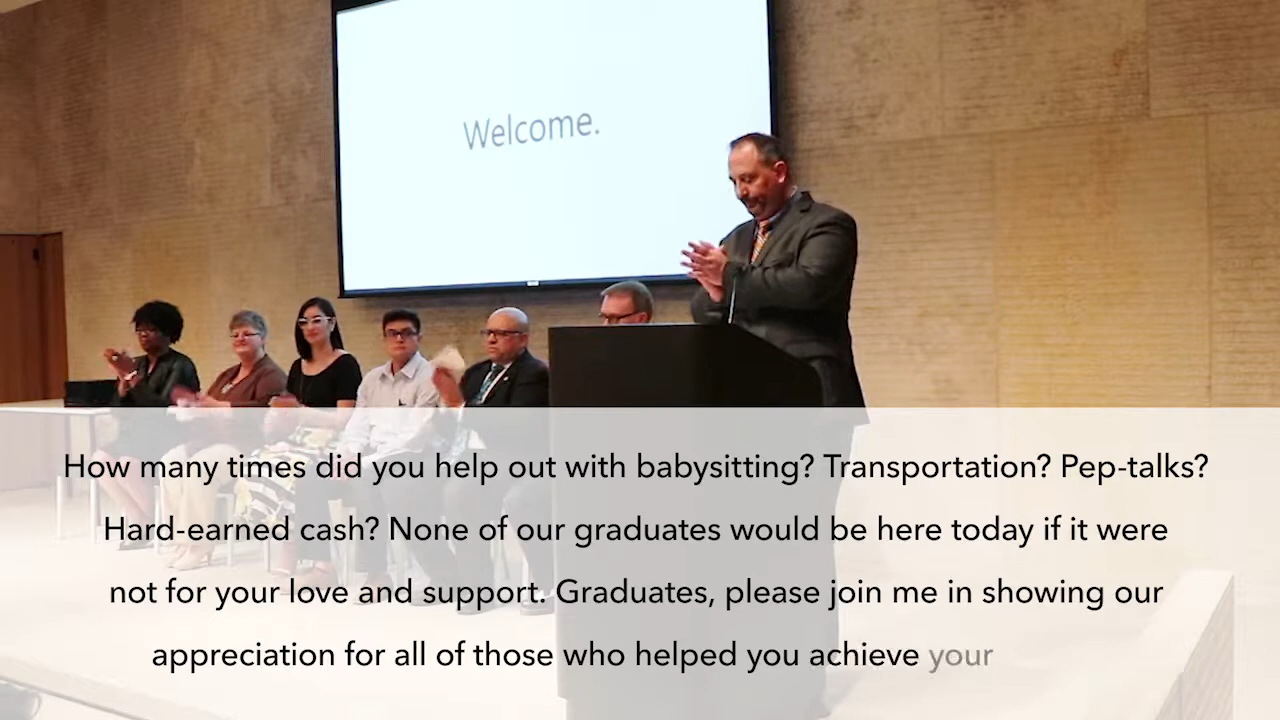 Welcome.
How many times did you help out with babysitting? Transportation? Pep-talks?
Hard-earned cash? None of our graduates would be here today if it were
not for your love and support. Graduates, please join me in showing our
appreciation for all of those who helped you achieve your